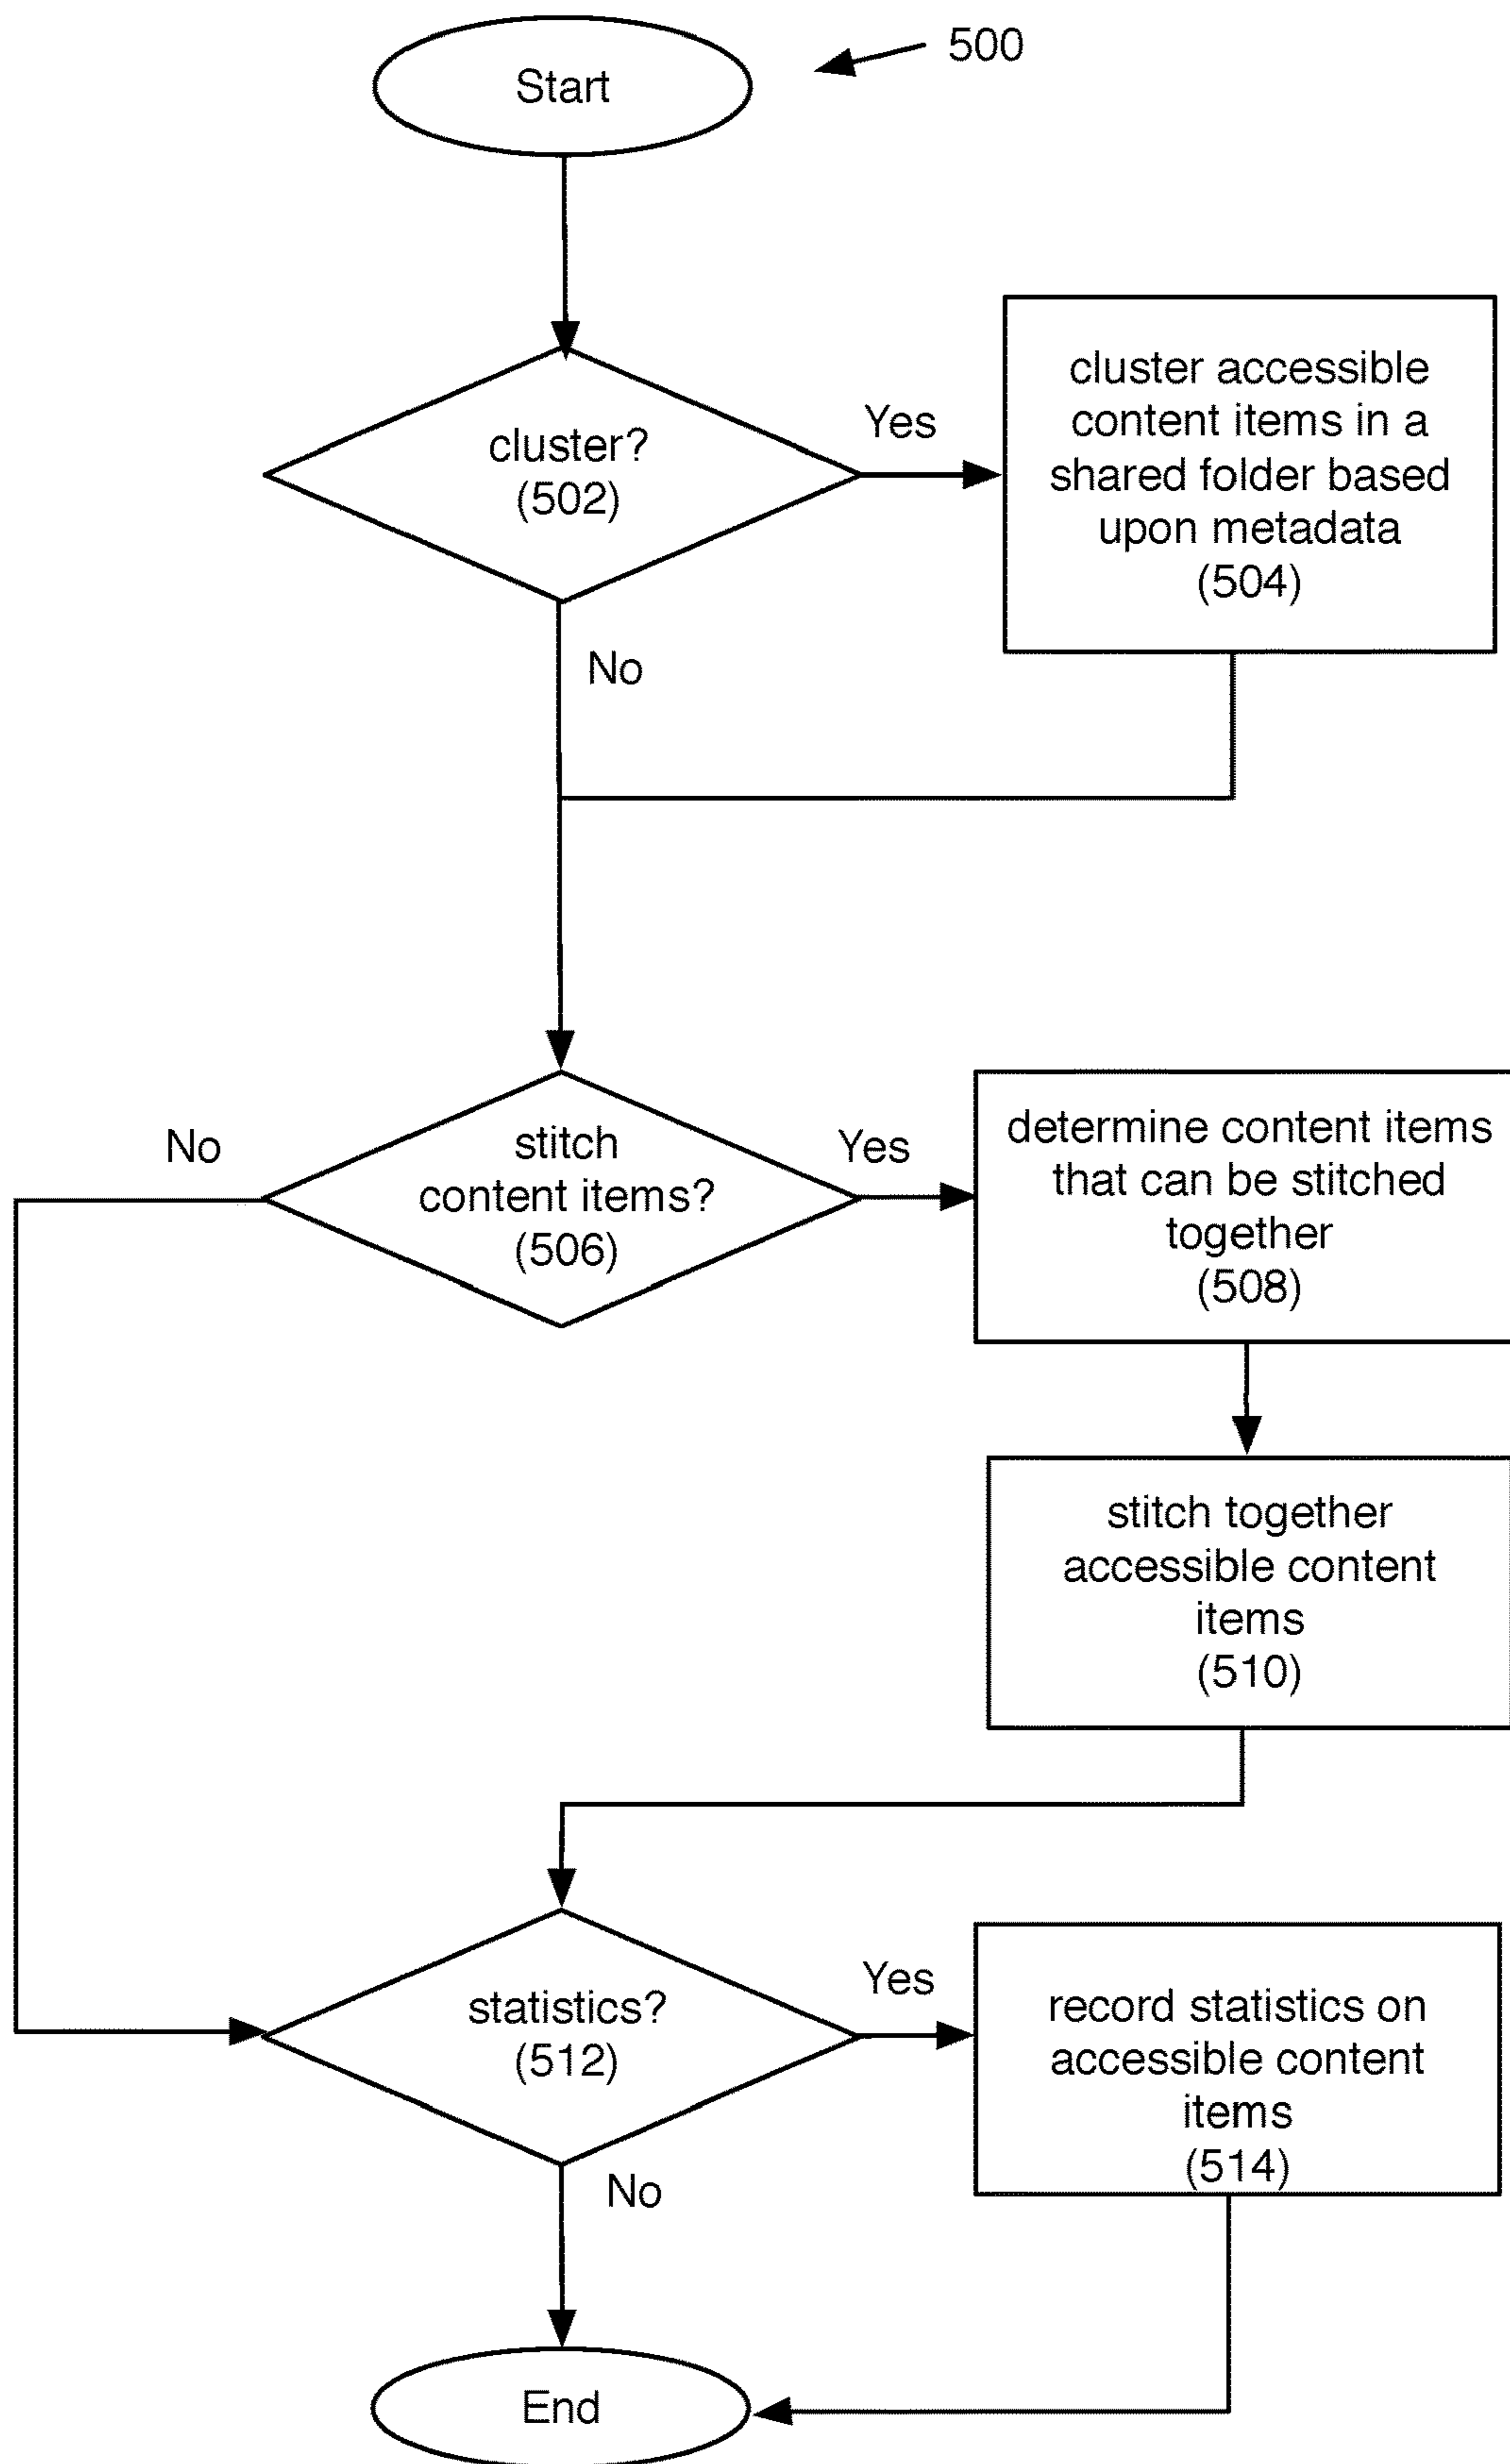 Start
500
cluster?
(502)
Yes
cluster accessible
content items in a
shared folder based
upon metadata
(504)
No
No
stitch
content items?
(506)
Yes
determine content items
that can be stitched
together
(508)
stitch together
accessible content
items
(510)
statistics?
(512)
Yes
record statistics on
accessible content
items
(514)
No
End